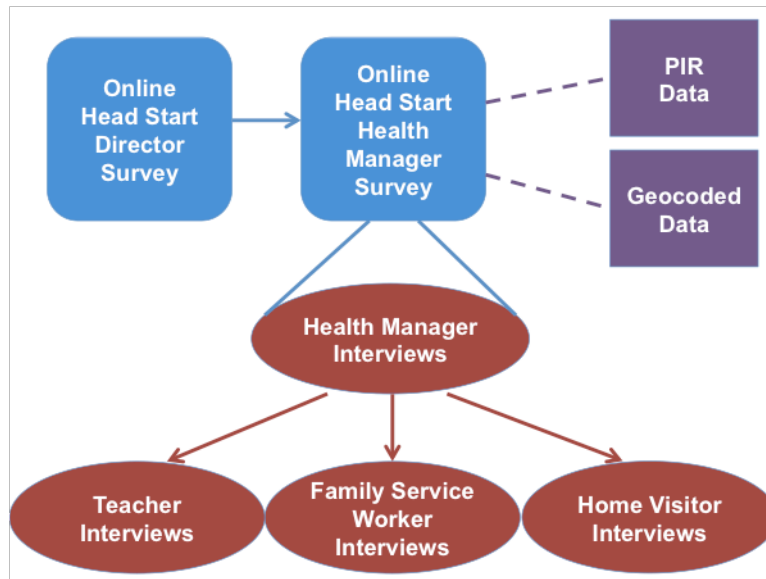 Online
Head Start
Director
Survey
Online
Head Start
Health
Manager
Survey
PIR
Data
Geocoded
Data
Health Manager
Interviews
Teacher
Interviews
Family Service
Worker
Interviews
Home Visitor
Interviews